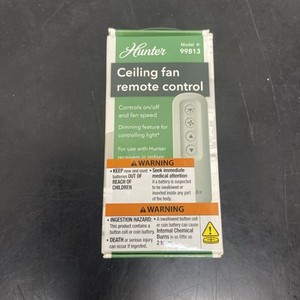 Hunter
Model #:
99813
Ceiling fan
remote control
Controls on/off
and fan speed
Dimming feature for
controlling light*
For use with Hunter
WARNING
• KEEP new and used
batteries OUT OF
REACH OF
CHILDREN
• Seek immediate
medical attention
if a battery is suspected
to be swallowed or
inserted inside any part
of the body.
WARNING
• INGESTION HAZARD:
This product contains a
button cell or coin battery.
• DEATH or serious injury
can occur if ingested.
• A swallowed button cell
or coin battery can cause
Internal Chemical
Burns in as little as
2